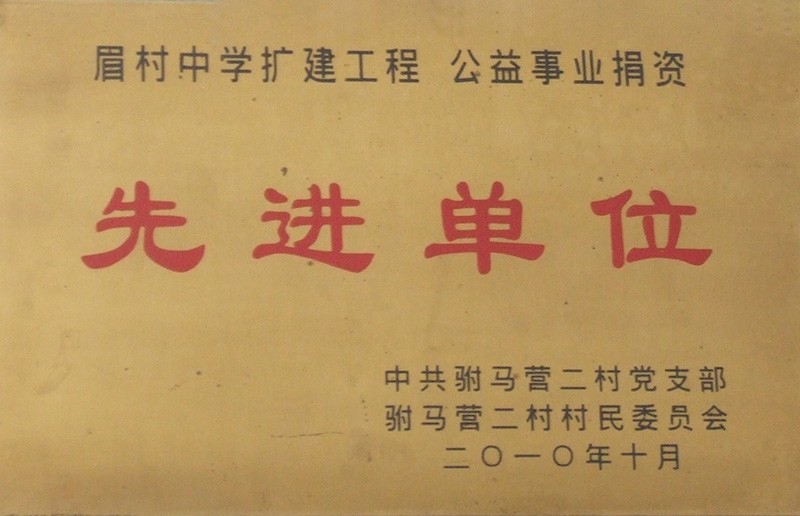 眉村中学扩建工程 公益事业捐资
先进单位
中共驸马营二村党支部
驸马营二村村民委员会
二〇一〇年十月